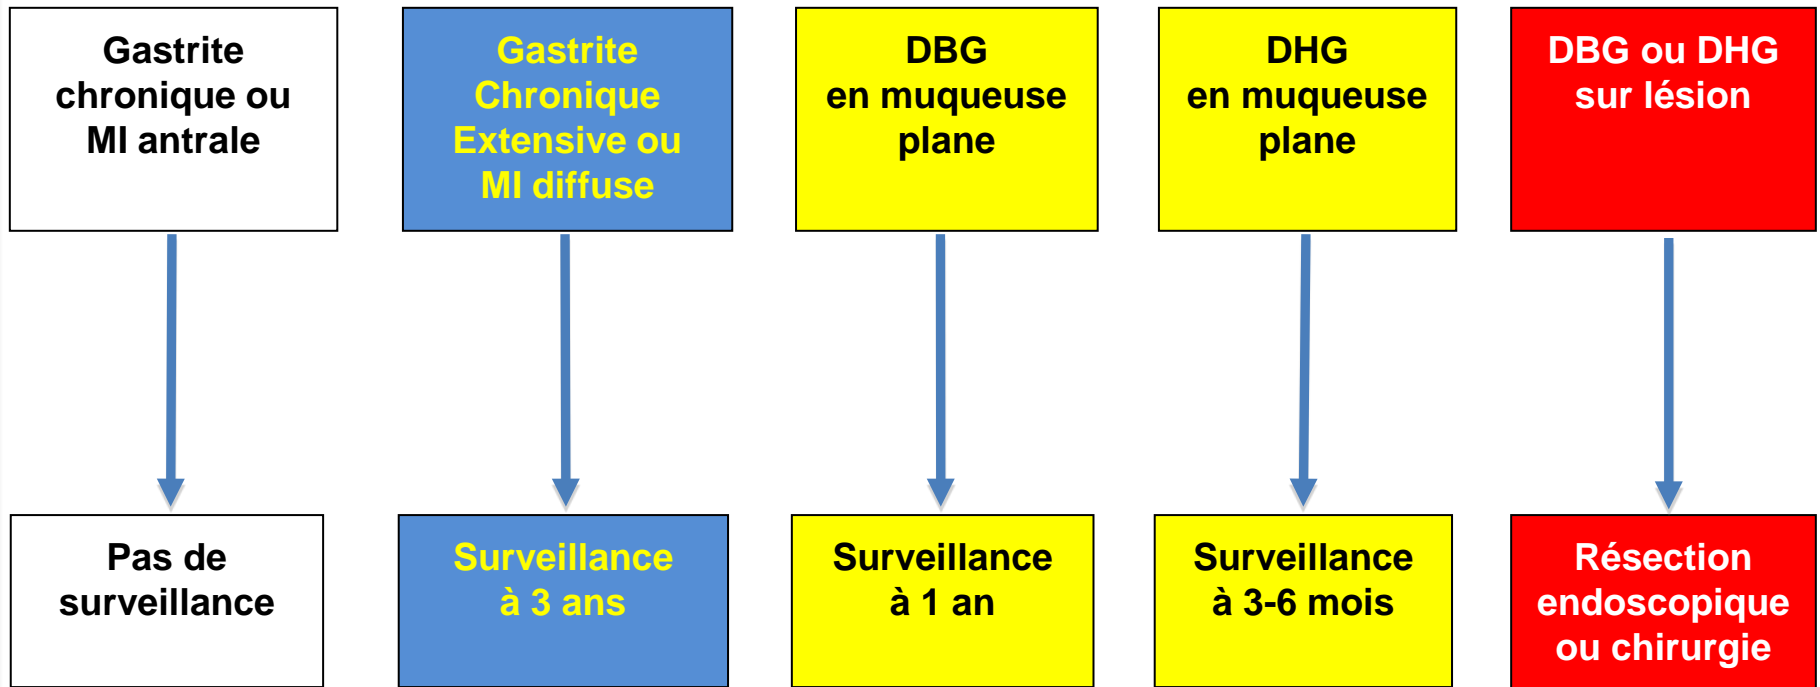 Gastrite
chronique ou
MI antrale
Gastrite
Chronique
Extensive ou
MI diffuse
DBG
en muqueuse
plane
DHG
en muqueuse
plane
DBG ou DHG
sur lésion
Pas de
surveillance
Surveillance
à 3 ans
Surveillance
à 1 an
Surveillance
à 3-6 mois
Résection
endoscopique
ou chirurgie